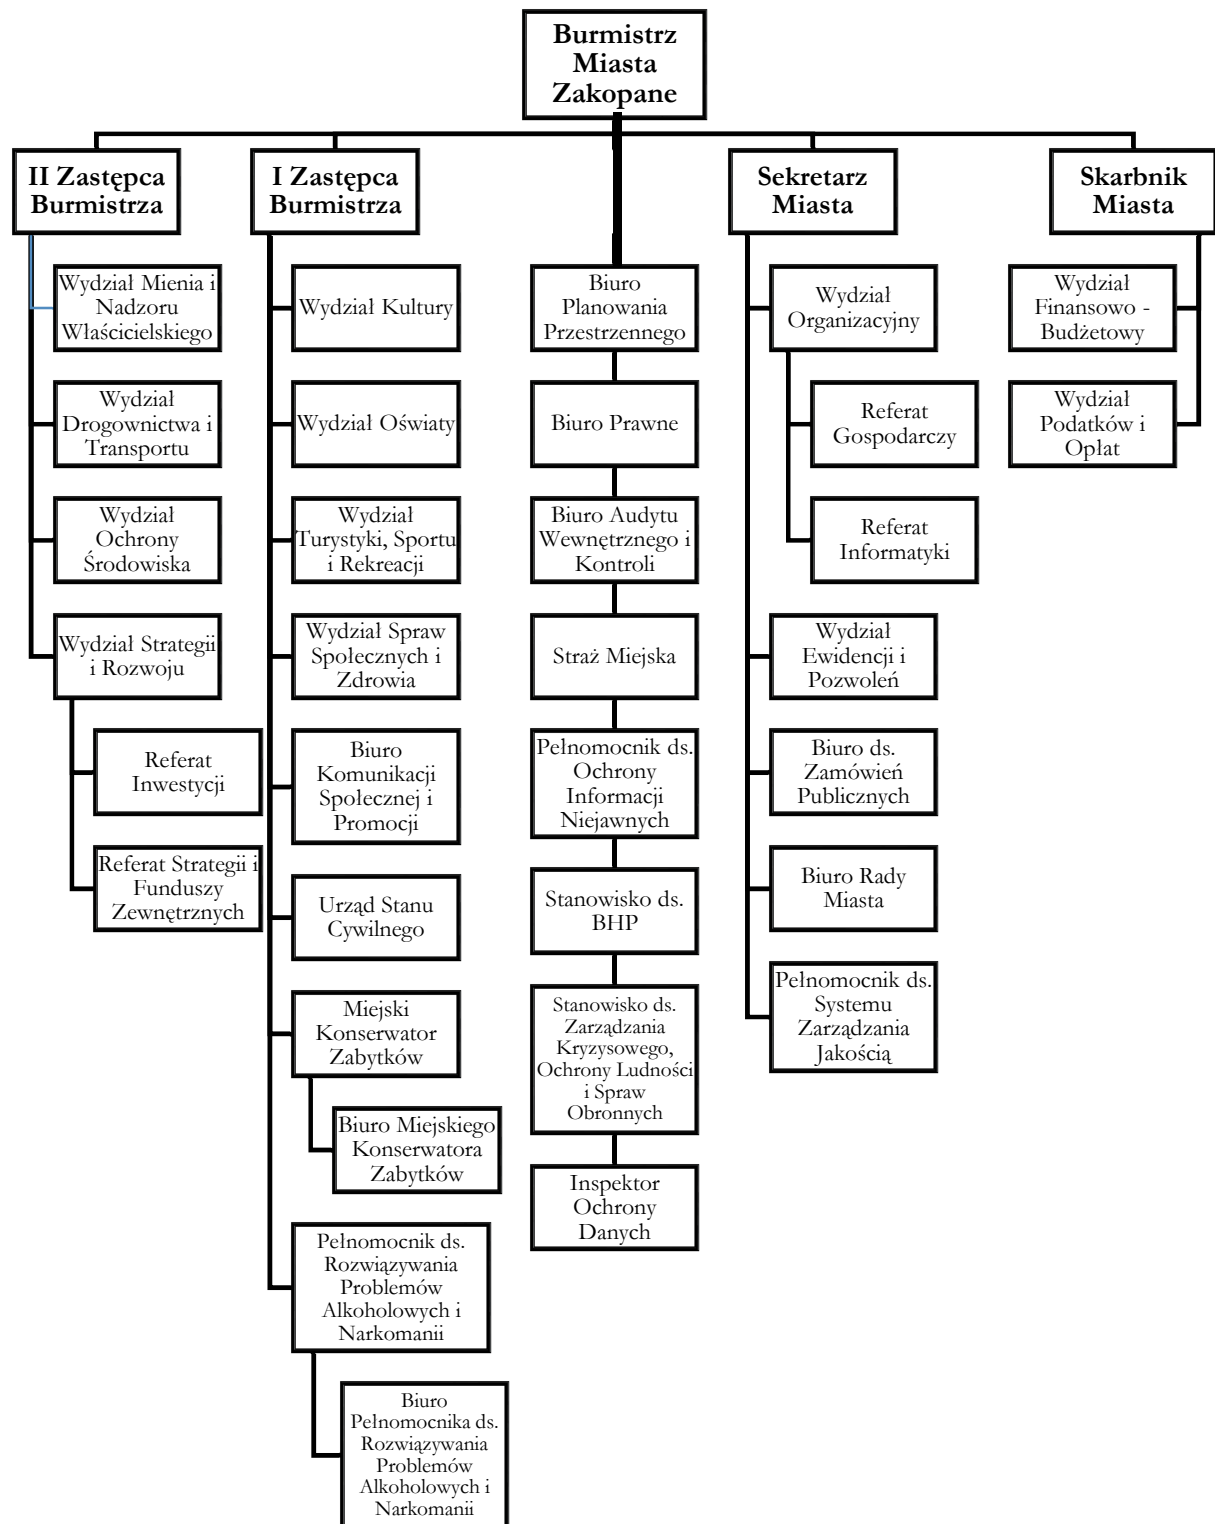 Burmistrz
Miasta
Zakopane
II Zastępca
Burmistrza
I Zastępca
Burmistrza
Sekretarz
Miasta
Skarbnik
Miasta
Wydział Mienia i
Nadzoru
Właścicielskiego
Wydział
Drogownictwa i
Transportu
Wydział
Ochrony
Środowiska
Wydział Strategii
i Rozwoju
Referat
Inwestycji
Referat Strategii i
Funduszy
Zewnętrznych
Wydział Kultury
Wydział Oświaty
Wydział
Turystyki, Sportu
i Rekreacji
Wydział Spraw
Społecznych i
Zdrowia
Biuro
Komunikacji
Społecznej i
Promocji
Urząd Stanu
Cywilnego
Miejski
Konserwator
Zabytków
Biuro Miejskiego
Konserwatora
Zabytków
Pełnomocnik ds.
Rozwiązywania
Problemów
Alkoholowych i
Narkomanii
Biuro
Pełnomocnika ds.
Rozwiązywania
Problemów
Alkoholowych i
Narkomanii
Biuro
Planowania
Przestrzennego
Biuro Prawne
Biuro Audytu
Wewnętrznego i
Kontroli
Straż Miejska
Pełnomocnik ds.
Ochrony
Informacji
Niejawnych
Stanowisko ds.
BHP
Stanowisko ds.
Zarządzania
Kryzysowego,
Ochrony Ludności
i Spraw
Obronnych
Inspektor
Ochrony
Danych
Wydział
Organizacyjny
Referat
Gospodarczy
Referat
Informatyki
Wydział
Ewidencji i
Pozwoleń
Biuro ds.
Zamówień
Publicznych
Biuro Rady
Miasta
Pełnomocnik ds.
Systemu
Zarządzania
Jakością
Wydział
Finansowo -
Budżetowy
Wydział
Podatków i
Opłat